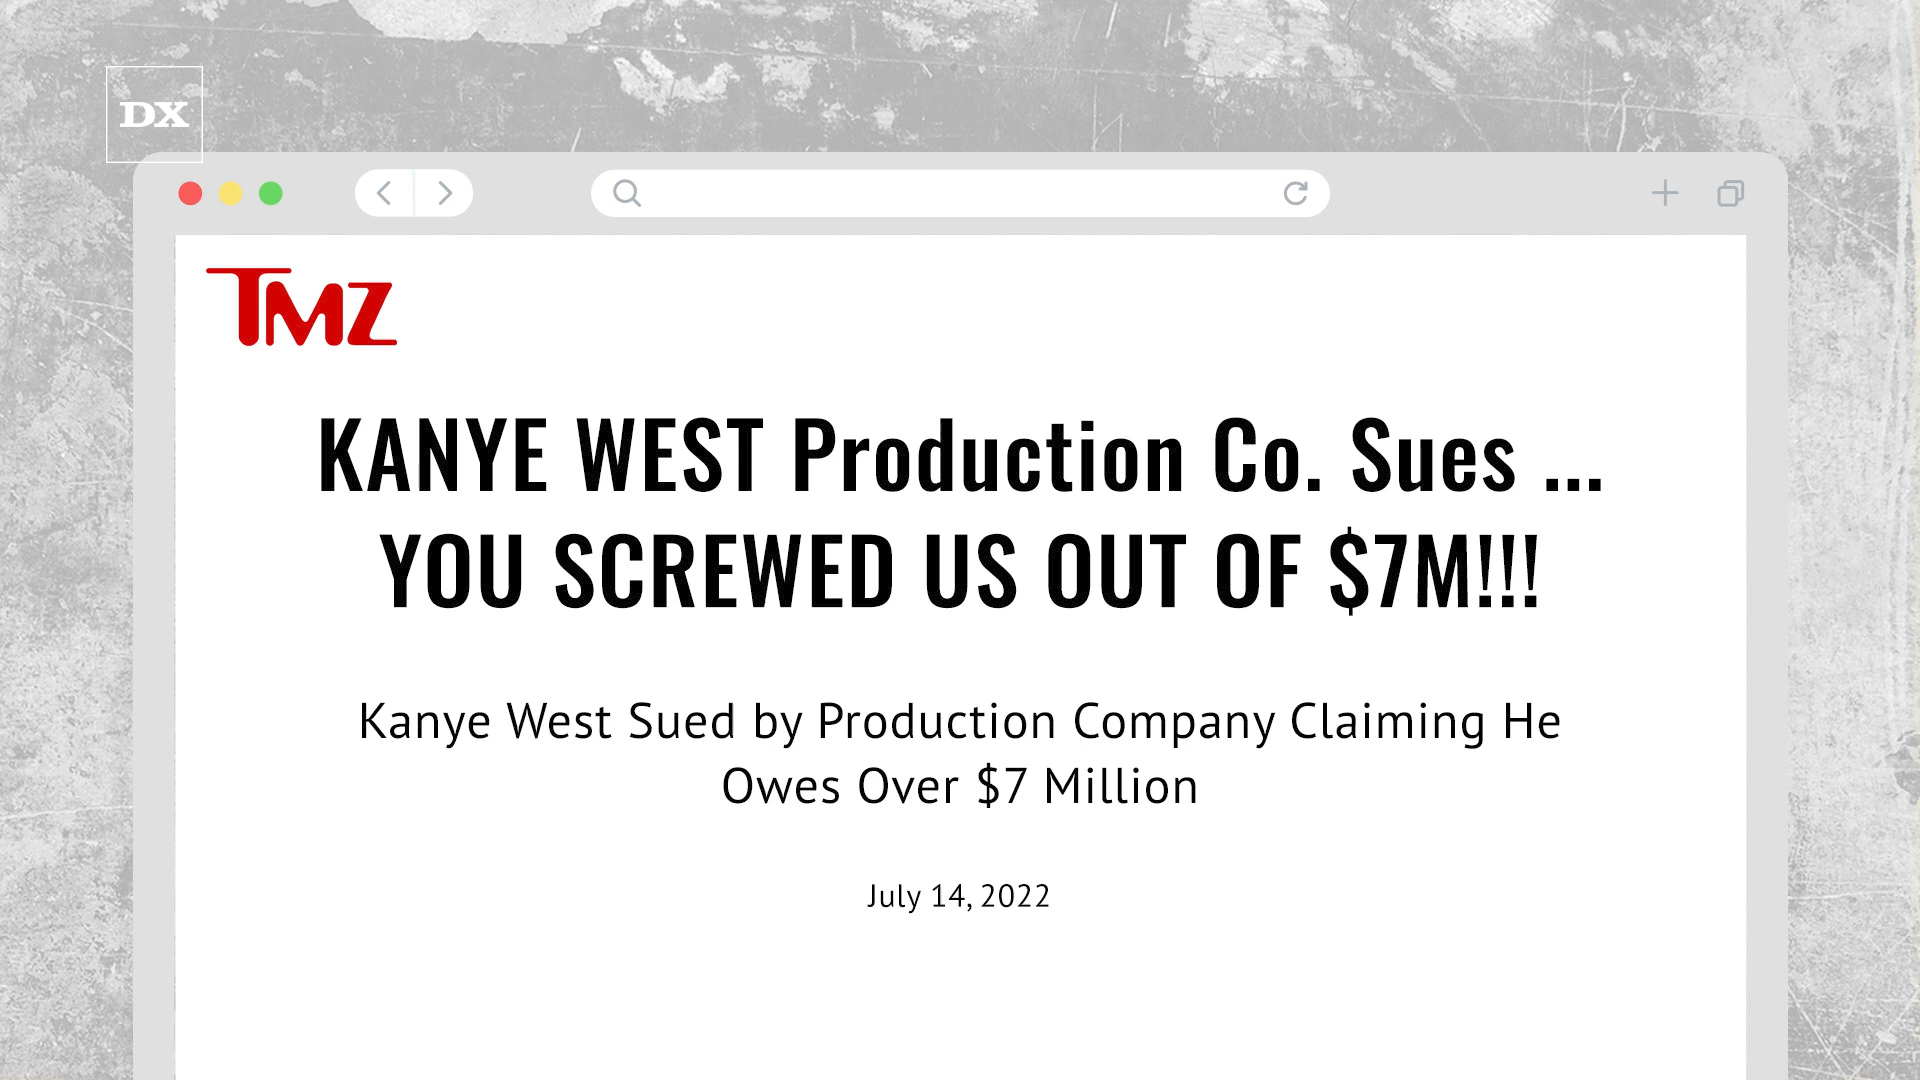 DX
TMZ
KANYE WEST Production Co. Sues ...
YOU SCREWED US OUT OF $7M!!!
Kanye West Sued by Production Company Claiming He
Owes Over $7 Million
July 14, 2022